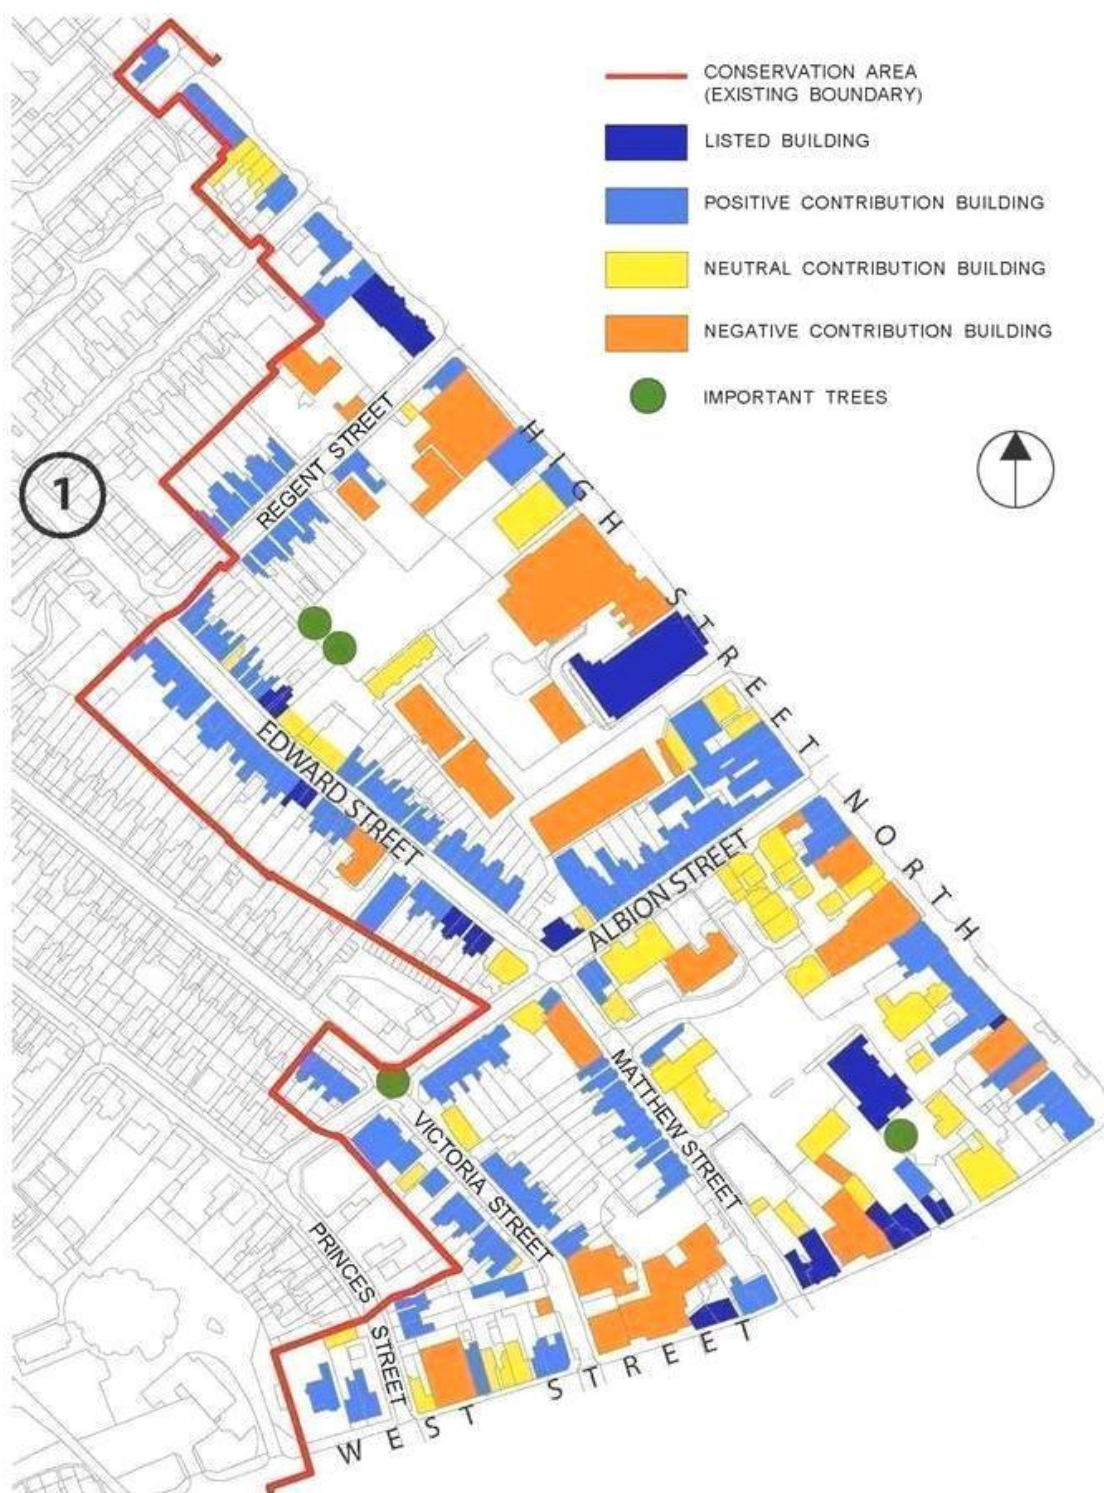 CONSERVATION AREA
(EXISTING BOUNDARY)
LISTED BUILDING
POSITIVE CONTRIBUTION BUILDING
NEUTRAL CONTRIBUTION BUILDING
NEGATIVE CONTRIBUTION BUILDING
IMPORTANT TREES
1
REGENT STREET
HIGH STREET NORTH
EDWARD STREET
ALBION STREET
MATTHEW STREET
VICTORIA STREET
PRINCES STREET
WEST STREET